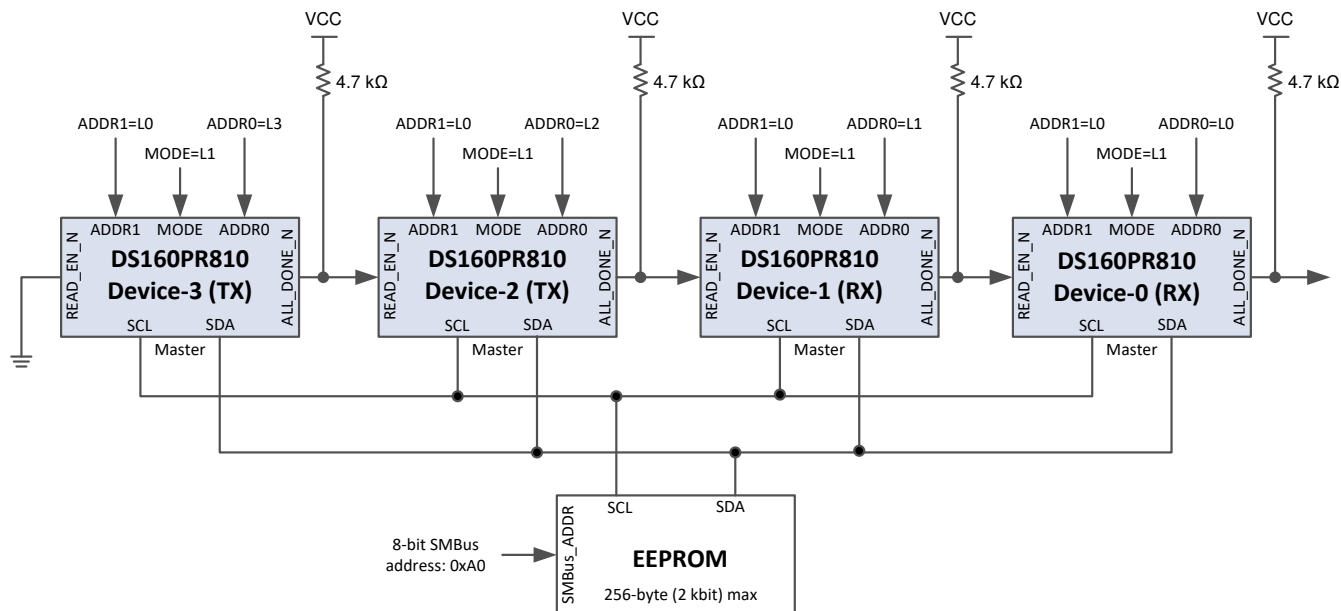 VCC
VCC
VCC
VCC
4.7 kΩ
4.7 kΩ
4.7 kΩ
4.7 kΩ
ADDR1=L0
ADDR0=L3
ADDR1=L0
ADDR0=L2
ADDR1=L0
ADDR0=L1
ADDR1=L0
ADDR0=L0
MODE=L1
MODE=L1
MODE=L1
MODE=L1
READ_EN_N
ADDR1
MODE
ADDR0
ALL_DONE_N
DS160PR810
Device-3 (TX)
SCL
SDA
Master
READ_EN_N
ADDR1
MODE
ADDR0
ALL_DONE_N
DS160PR810
Device-2 (TX)
SCL
SDA
Master
READ_EN_N
ADDR1
MODE
ADDR0
ALL_DONE_N
DS160PR810
Device-1 (RX)
SCL
SDA
Master
READ_EN_N
ADDR1
MODE
ADDR0
ALL_DONE_N
DS160PR810
Device-0 (RX)
SCL
SDA
Master
8-bit SMBus
address: 0xA0
SMBus_ADDR
SCL
SDA
EEPROM
256-byte (2 kbit) max